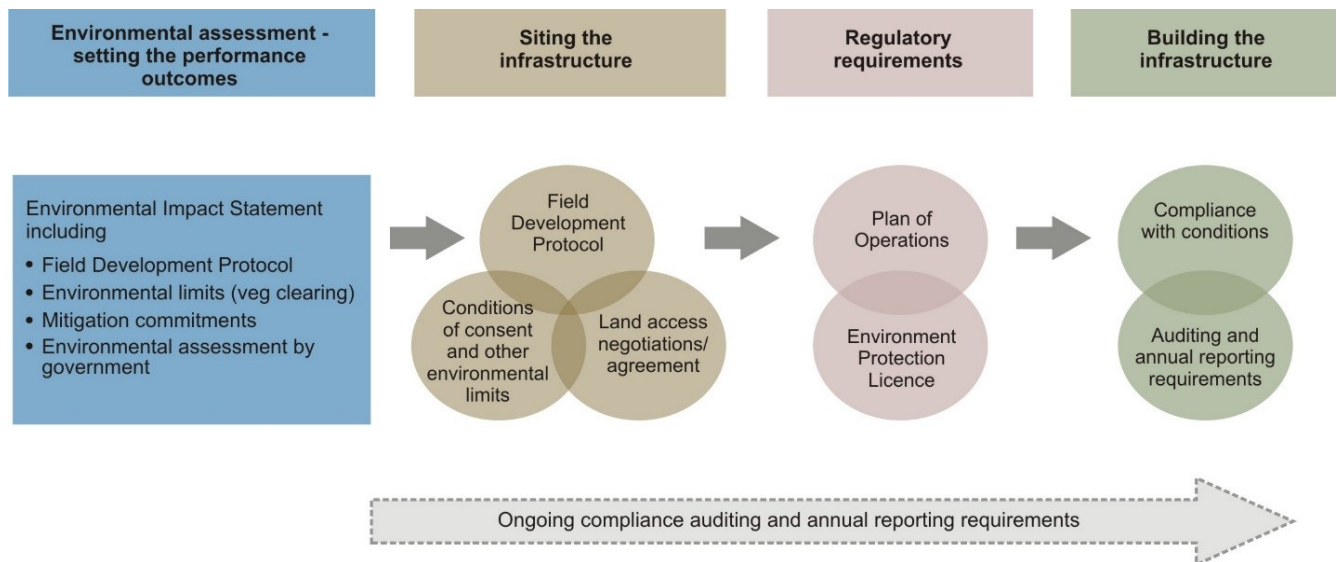 Environmental assessment -
setting the performance
outcomes
Siting the
infrastructure
Regulatory
requirements
Building the
infrastructure
Environmental Impact Statement
including
• Field Development Protocol
• Environmental limits (veg clearing)
• Mitigation commitments
• Environmental assessment by
government
Field
Development
Protocol
Conditions
of consent
and other
environmental
limits
Land access
negotiations/
agreement
Plan of
Operations
Environment
Protection
Licence
Compliance
with conditions
Auditing and
annual reporting
requirements
Ongoing compliance auditing and annual reporting requirements